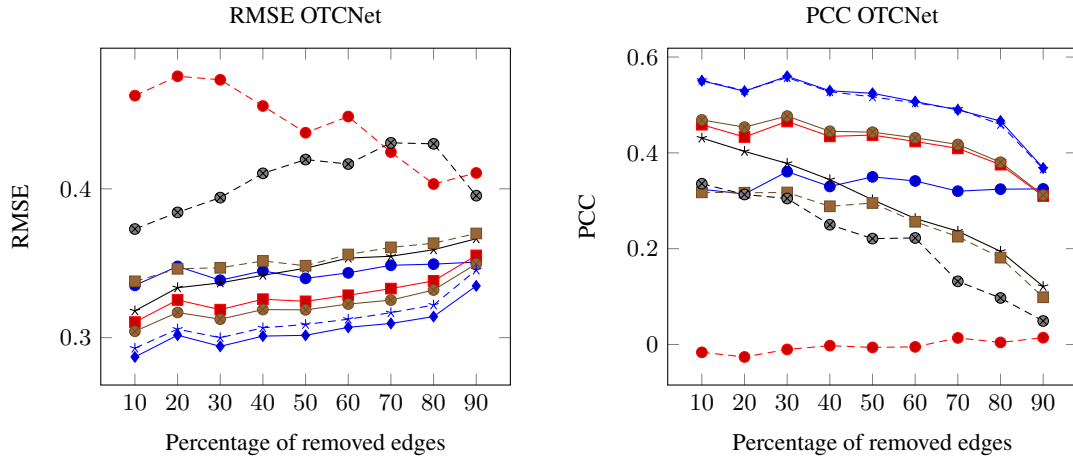 RMSE OTCNet
0.4
0.3
RMSE
10 20 30 40 50 60 70 80 90
Percentage of removed edges
PCC OTCNet
0.6
0.4
0.2
0
PCC
10 20 30 40 50 60 70 80 90
Percentage of removed edges